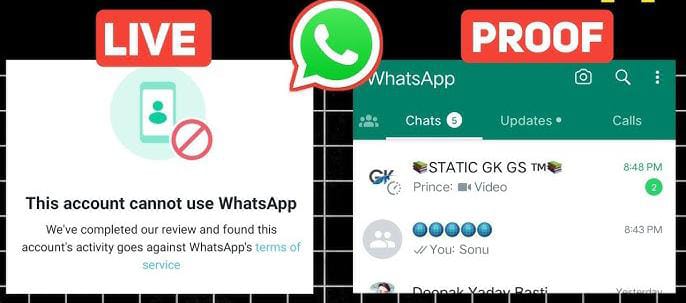 LIVE
PROOF
This account cannot use WhatsApp
We've completed our review and found this
account's activity goes against WhatsApp's terms of
service
WhatsApp
Chats 5 Updates Calls
📚STATIC GK GS ™📚 8:48 PM
GK
Prince: Video 2
🌐🌐🌐🌐🌐 8:43 PM
You: Sonu
Deepak Yadav Basti Yesterday